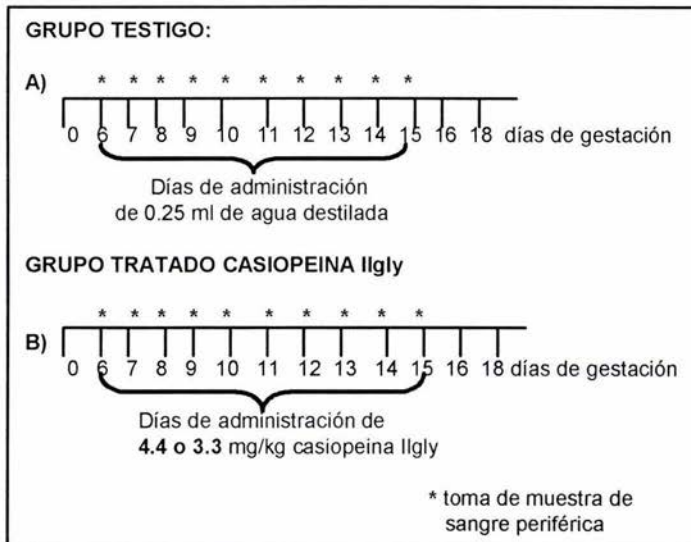 GRUPO TESTIGO:
* * * * * * * * * *
A)
0 6 7 8 9 10 11 12 13 14 15 16 18 días de gestación
Días de administración
de 0.25 ml de agua destilada
GRUPO TRATADO CASIOPEINA IIgly
* * * * * * * * * *
B)
0 6 7 8 9 10 11 12 13 14 15 16 18 días de gestación
Días de administración de
4.4 o 3.3 mg/kg casiopeina IIgly
* toma de muestra de
sangre periférica